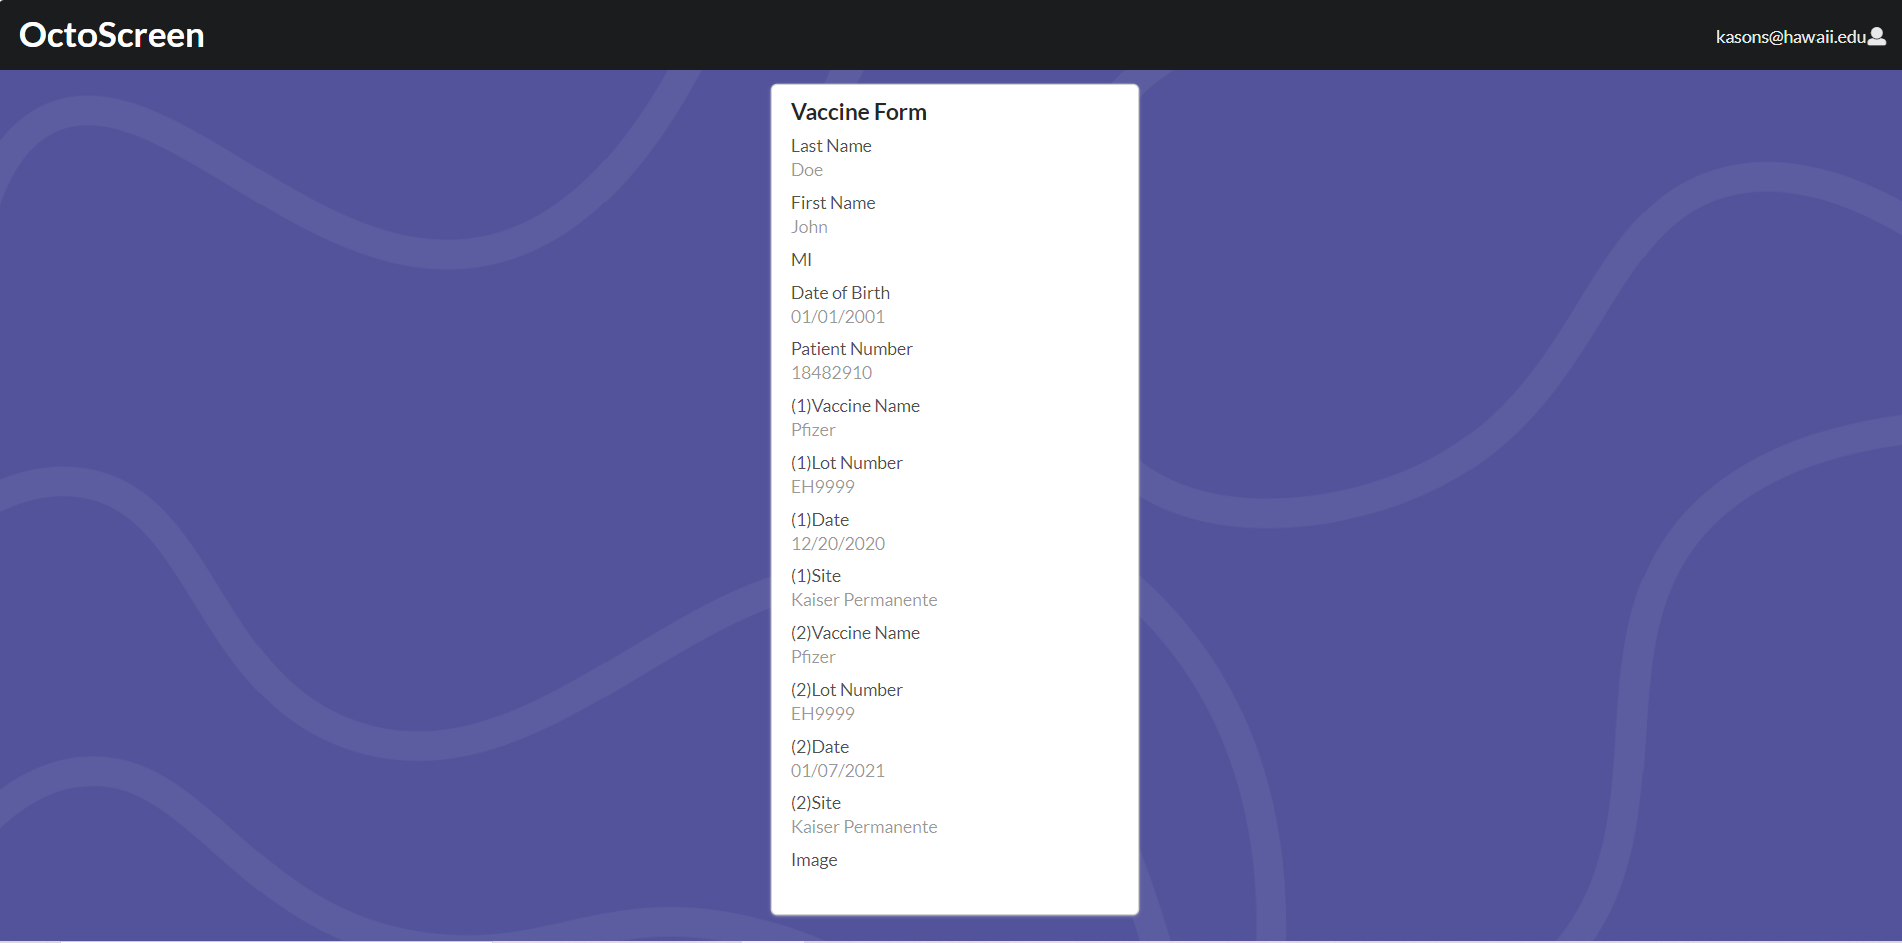 OctoScreen
kasons@hawaii.edu
Vaccine Form
Last Name
Doe
First Name
John
MI
Date of Birth
01/01/2001
Patient Number
18482910
(1)Vaccine Name
Pfizer
(1)Lot Number
EH9999
(1)Date
12/20/2020
(1)Site
Kaiser Permanente
(2)Vaccine Name
Pfizer
(2)Lot Number
EH9999
(2)Date
01/07/2021
(2)Site
Kaiser Permanente
Image